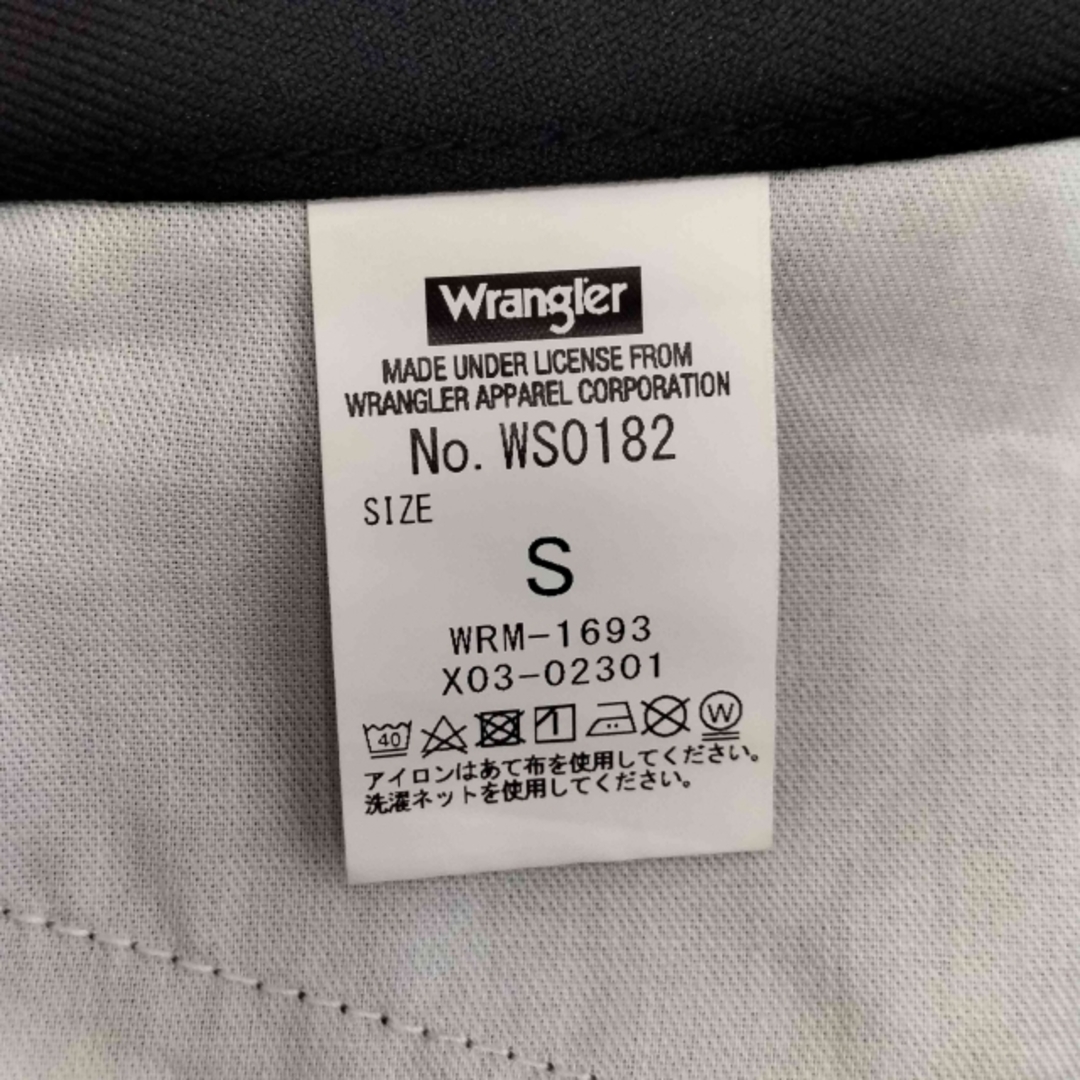 Wrangler
MADE UNDER LICENSE FROM
WRANGLER APPAREL CORPORATION
No. WS0182
SIZE
S
WRM-1693
X03-02301
40 W
アイロンはあて布を使用してください。
洗濯ネットを使用してください。